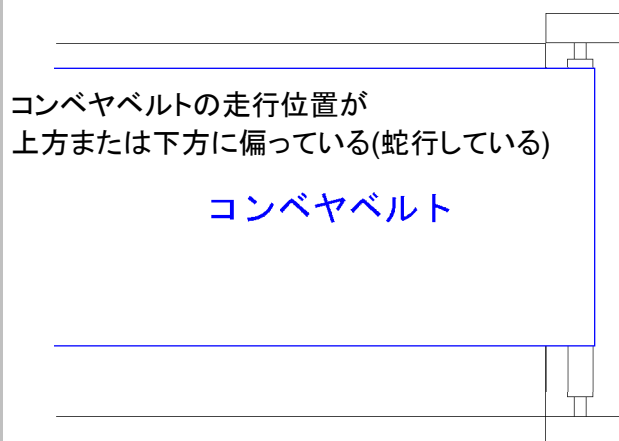 コンベヤベルトの走行位置が
上方または下方に偏っている(蛇行している)
コンベヤベルト